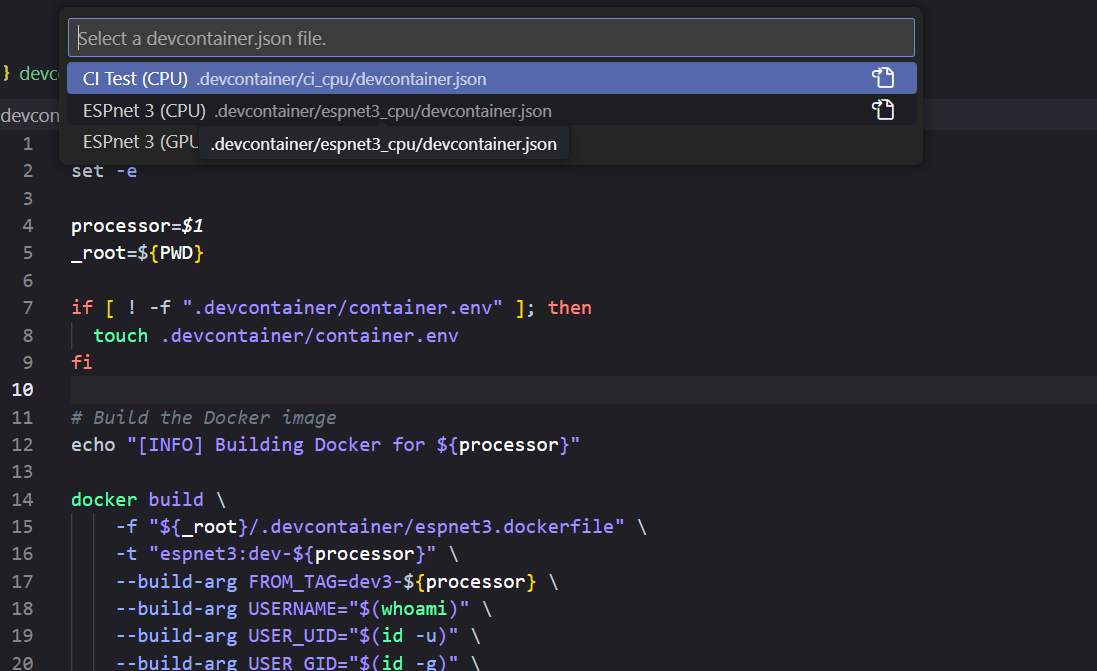 Select a devcontainer.json file.
} devc
CI Test (CPU) .devcontainer/ci_cpu/devcontainer.json
devcon
ESPnet 3 (CPU) .devcontainer/espnet3_cpu/devcontainer.json
ESPnet 3 (GPU
.devcontainer/espnet3_cpu/devcontainer.json
1
2 set -e
3
4 processor=$1
5 _root=${PWD}
6
7 if [ ! -f ".devcontainer/container.env" ]; then
8 touch .devcontainer/container.env
9 fi
10
11 # Build the Docker image
12 echo "[INFO] Building Docker for ${processor}"
13
14 docker build \
15 -f "${_root}/.devcontainer/espnet3.dockerfile" \
16 -t "espnet3:dev-${processor}" \
17 --build-arg FROM_TAG=dev3-${processor} \
18 --build-arg USERNAME="$(whoami)" \
19 --build-arg USER_UID="$(id -u)" \
20 --build-arg USER_GID="$(id -g)" \